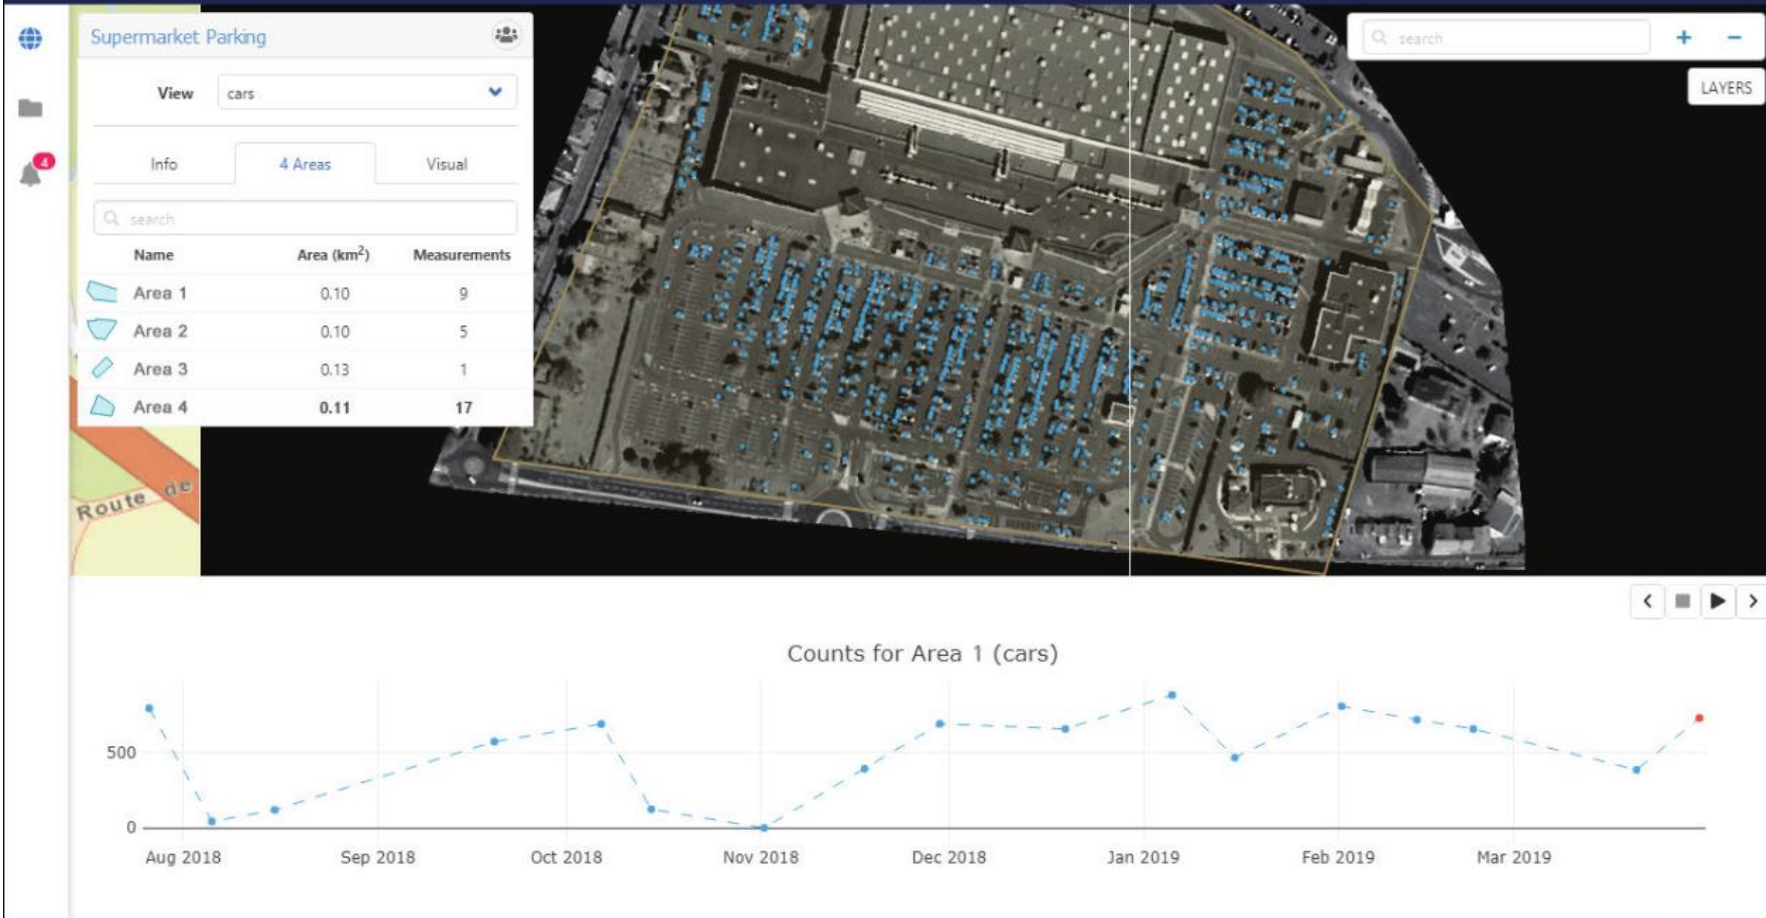 Supermarket Parking
View cars
Info 4 Areas Visual
search
Name Area (km²) Measurements
Area 1 0.10 9
Area 2 0.10 5
Area 3 0.13 1
Area 4 0.11 17
4
search + −
LAYERS
Route de
Counts for Area 1 (cars)
500
0
Aug 2018 Sep 2018 Oct 2018 Nov 2018 Dec 2018 Jan 2019 Feb 2019 Mar 2019